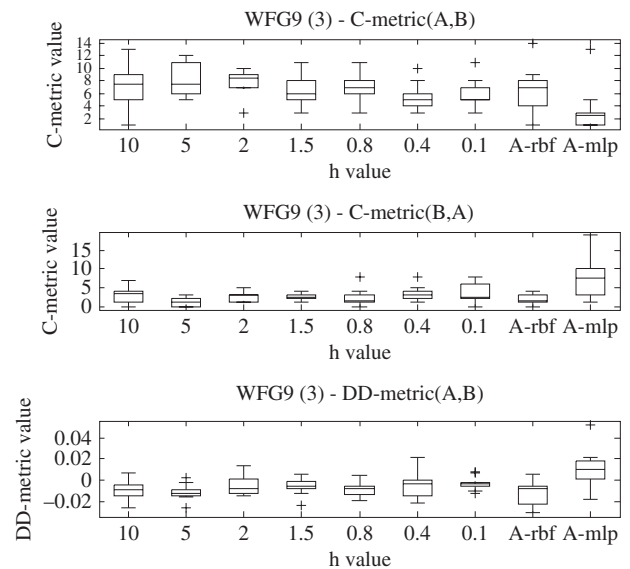 WFG9 (3) - C-metric(A,B)
C-metric value
14
12
10
8
6
4
2
10 5 2 1.5 0.8 0.4 0.1 A-rbf A-mlp
h value
WFG9 (3) - C-metric(B,A)
C-metric value
15
10
5
0
10 5 2 1.5 0.8 0.4 0.1 A-rbf A-mlp
h value
WFG9 (3) - DD-metric(A,B)
DD-metric value
0.04
0.02
0
−0.02
10 5 2 1.5 0.8 0.4 0.1 A-rbf A-mlp
h value